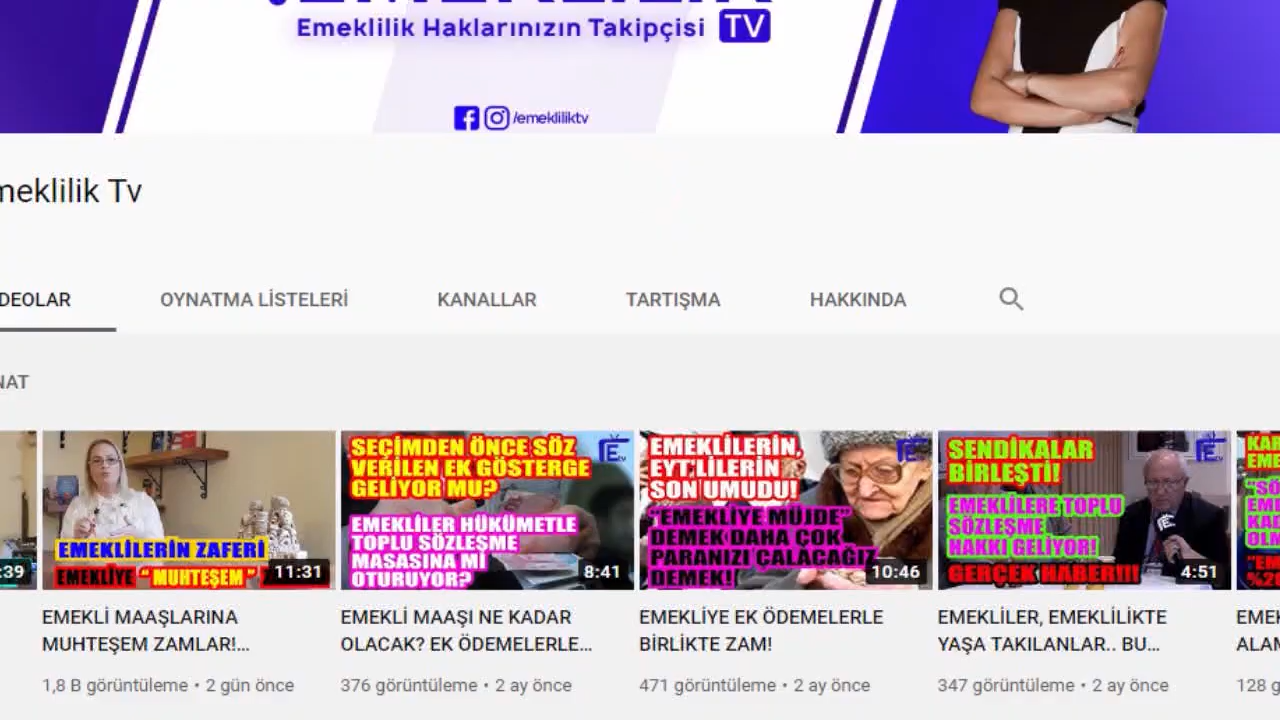 Emeklilik Haklarınızın Takipçisi TV
/emekliliktv
meklilik Tv
DEOLAR
OYNATMA LİSTELERİ
KANALLAR
TARTIŞMA
HAKKINDA
NAT
:39
EMEKLİLERİN ZAFERİ
EMEKLİYE "MUHTEŞEM"
11:31
SEÇİMDEN ÖNCE SÖZ
VERİLEN EK GÖSTERGE
GELİYOR MU?
EMEKLİLER HÜKÜMETLE
TOPLU SÖZLEŞME
MASASINA MI
OTURUYOR?
8:41
EMEKLİLERİN,
EYT,LİLERİN
SON UMUDU!
"EMEKLİYE MÜJDE"
DEMEK DAHA ÇOK
PARANIZI ÇALACAĞIZ
DEMEK!
10:46
SENDİKALAR
BİRLEŞTİ!
EMEKLİLERE TOPLU
SÖZLEŞME
HAKKI GELİYOR!
GERÇEK HABER!!!
4:51
EMEKLİ MAAŞLARINA
MUHTEŞEM ZAMLAR!...
1,8 B görüntüleme • 2 gün önce
EMEKLİ MAAŞI NE KADAR
OLACAK? EK ÖDEMELERLE...
376 görüntüleme • 2 ay önce
EMEKLİYE EK ÖDEMELERLE
BİRLİKTE ZAM!
471 görüntüleme • 2 ay önce
EMEKLİLER, EMEKLİLİKTE
YAŞA TAKILANLAR.. BU...
347 görüntüleme • 2 ay önce
EMEK
ALAM
128 g